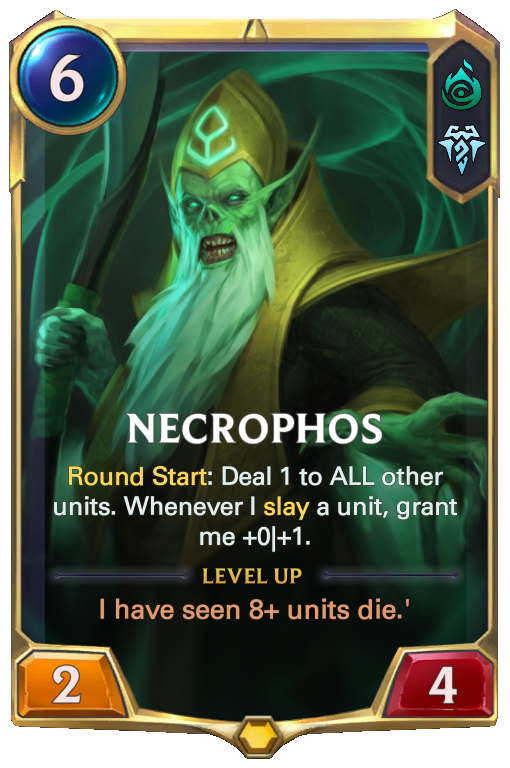 6
NECROPHOS
Round Start: Deal 1 to ALL other
units. Whenever I slay a unit, grant
me +0|+1.
LEVEL UP
I have seen 8+ units die.'
2
4